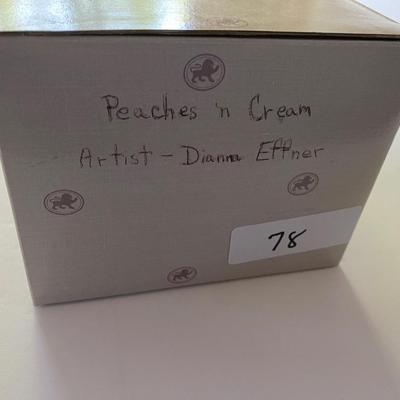 Peaches 'n Cream
Artist - Dianna Effner
78